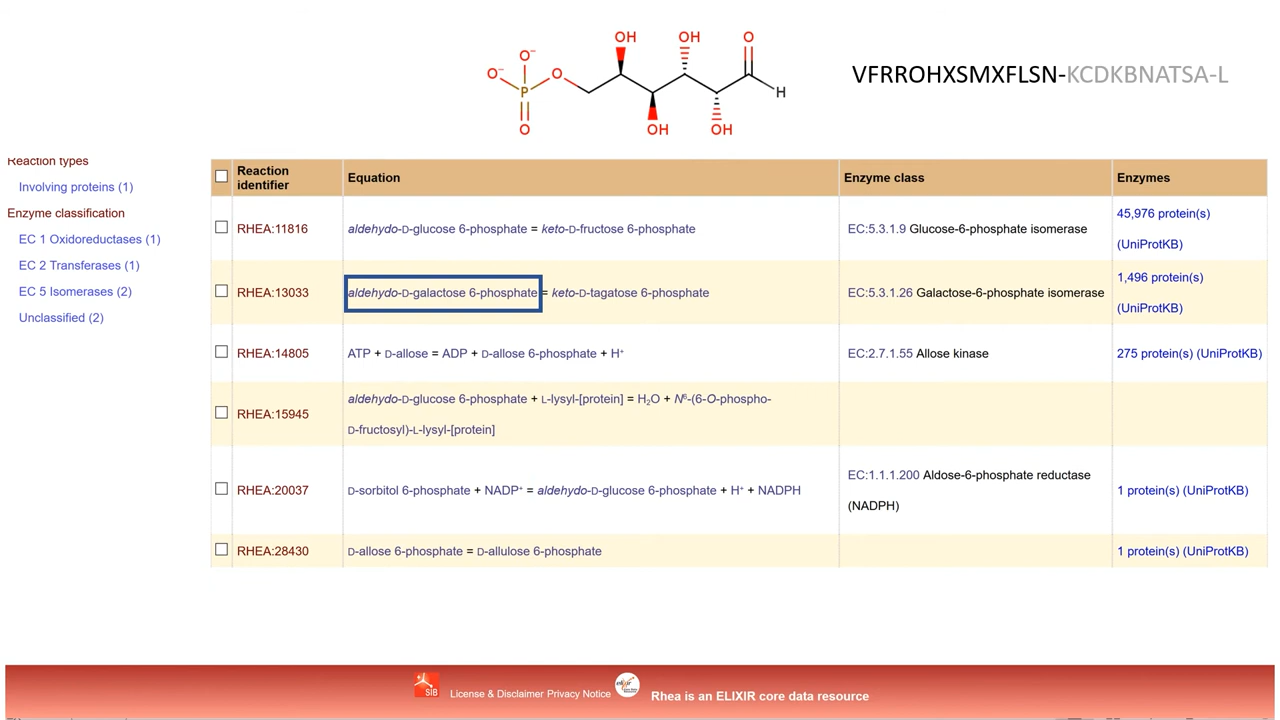 OH OH O
O⁻
O⁻ O
P H
O OH OH
VFRROHXSMXFLSN-KCDKBNATSA-L
Reaction types
Involving proteins (1)
Enzyme classification
EC 1 Oxidoreductases (1)
EC 2 Transferases (1)
EC 5 Isomerases (2)
Unclassified (2)
Reaction identifier Equation Enzyme class Enzymes
RHEA:11816 aldehydo-D-glucose 6-phosphate = keto-D-fructose 6-phosphate EC:5.3.1.9 Glucose-6-phosphate isomerase 45,976 protein(s) (UniProtKB)
RHEA:13033 aldehydo-D-galactose 6-phosphate = keto-D-tagatose 6-phosphate EC:5.3.1.26 Galactose-6-phosphate isomerase 1,496 protein(s) (UniProtKB)
RHEA:14805 ATP + D-allose = ADP + D-allose 6-phosphate + H⁺ EC:2.7.1.55 Allose kinase 275 protein(s) (UniProtKB)
RHEA:15945 aldehydo-D-glucose 6-phosphate + L-lysyl-[protein] = H₂O + N⁶-(6-O-phospho-
D-fructosyl)-L-lysyl-[protein]
RHEA:20037 D-sorbitol 6-phosphate + NADP⁺ = aldehydo-D-glucose 6-phosphate + H⁺ + NADPH EC:1.1.1.200 Aldose-6-phosphate reductase (NADPH) 1 protein(s) (UniProtKB)
RHEA:28430 D-allose 6-phosphate = D-allulose 6-phosphate 1 protein(s) (UniProtKB)
SIB License & Disclaimer Privacy Notice elixir Rhea is an ELIXIR core data resource